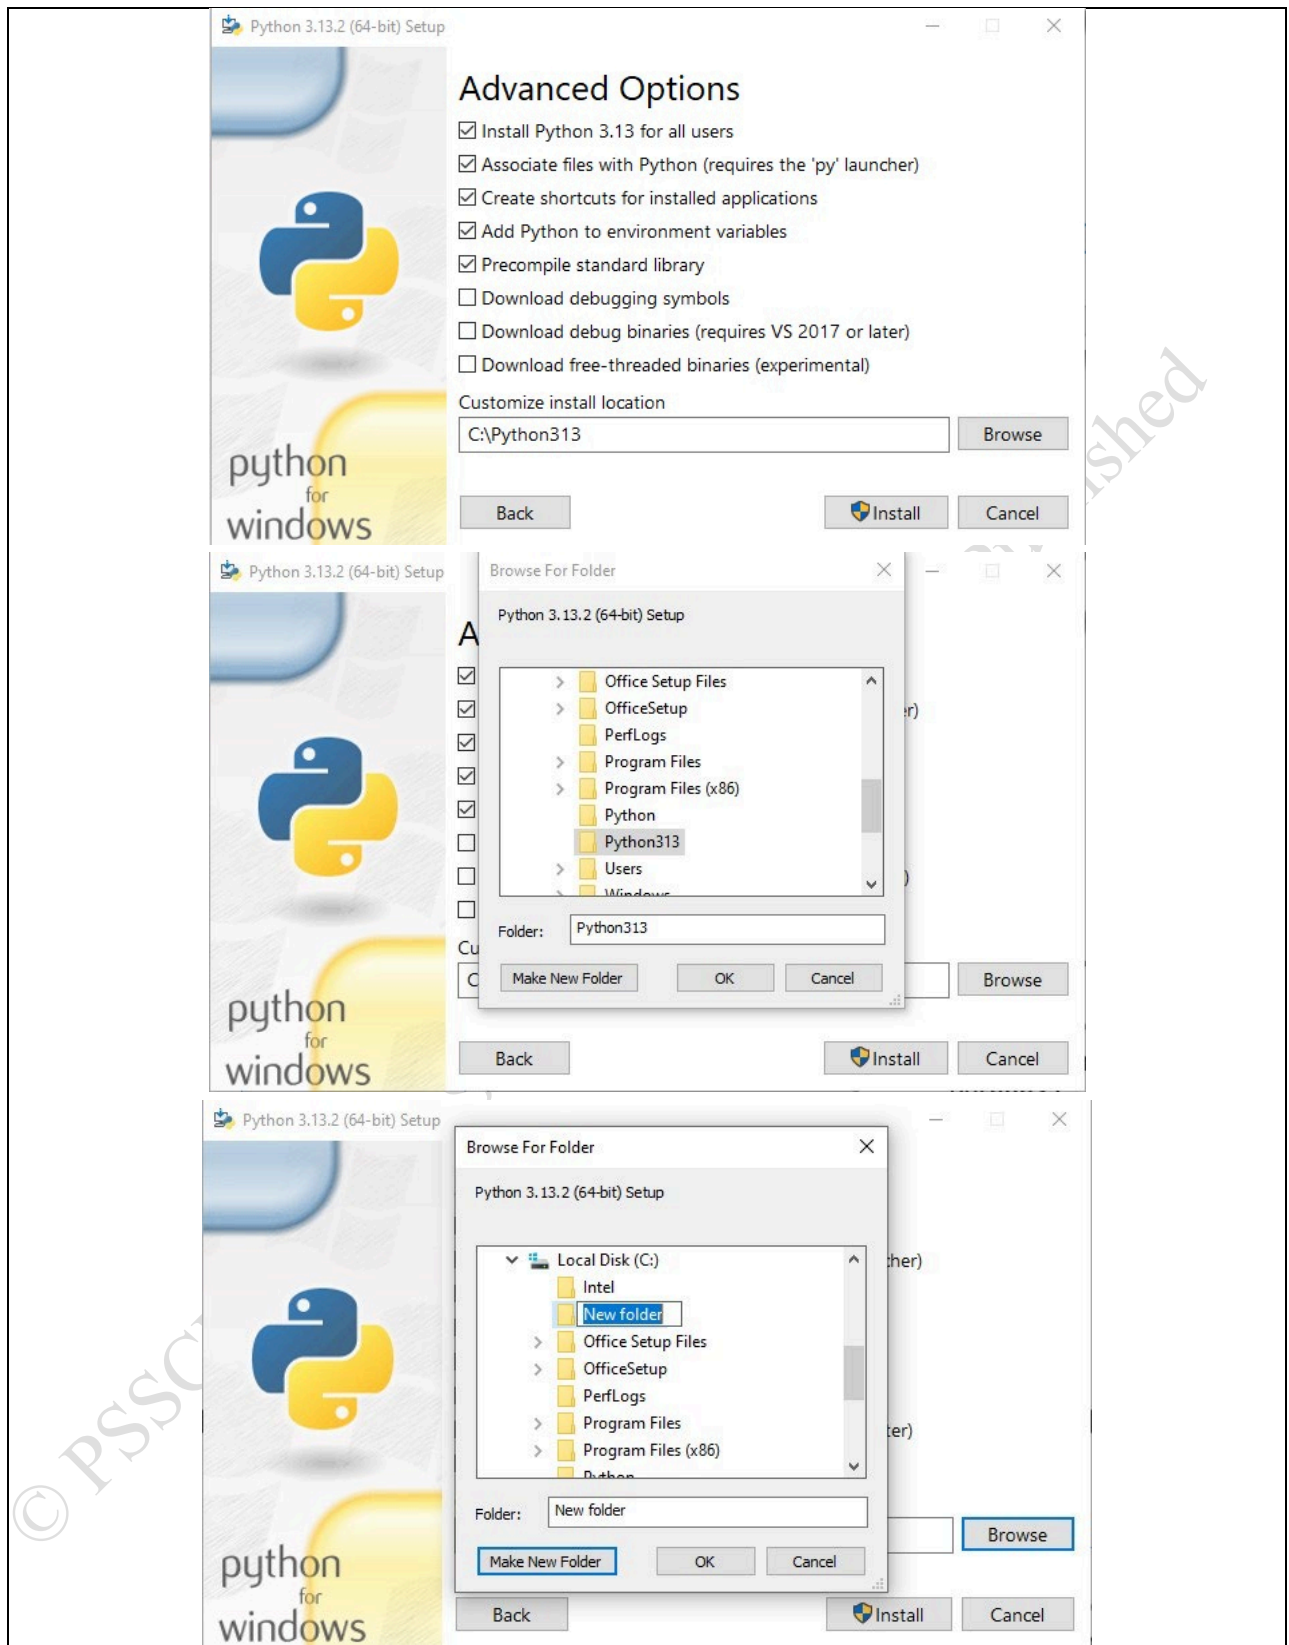 Python 3.13.2 (64-bit) Setup
Advanced Options
Install Python 3.13 for all users
Associate files with Python (requires the 'py' launcher)
Create shortcuts for installed applications
Add Python to environment variables
Precompile standard library
Download debugging symbols
Download debug binaries (requires VS 2017 or later)
Download free-threaded binaries (experimental)
Customize install location
C:\Python313 Browse
python
for
windows
Back Install Cancel
Python 3.13.2 (64-bit) Setup
Browse For Folder
Python 3.13.2 (64-bit) Setup
A
Office Setup Files
OfficeSetup
er)
PerfLogs
Program Files
Program Files (x86)
Python
Python313
Users
Windows
)
Folder: Python313
Cu
C
Make New Folder OK Cancel
Browse
python
for
windows
Back Install Cancel
Python 3.13.2 (64-bit) Setup
Browse For Folder
Python 3.13.2 (64-bit) Setup
Local Disk (C:)
cher)
Intel
New folder
Office Setup Files
OfficeSetup
PerfLogs
Program Files
ter)
Program Files (x86)
Python
Folder: New folder
Browse
Make New Folder OK Cancel
python
for
windows
Back Install Cancel